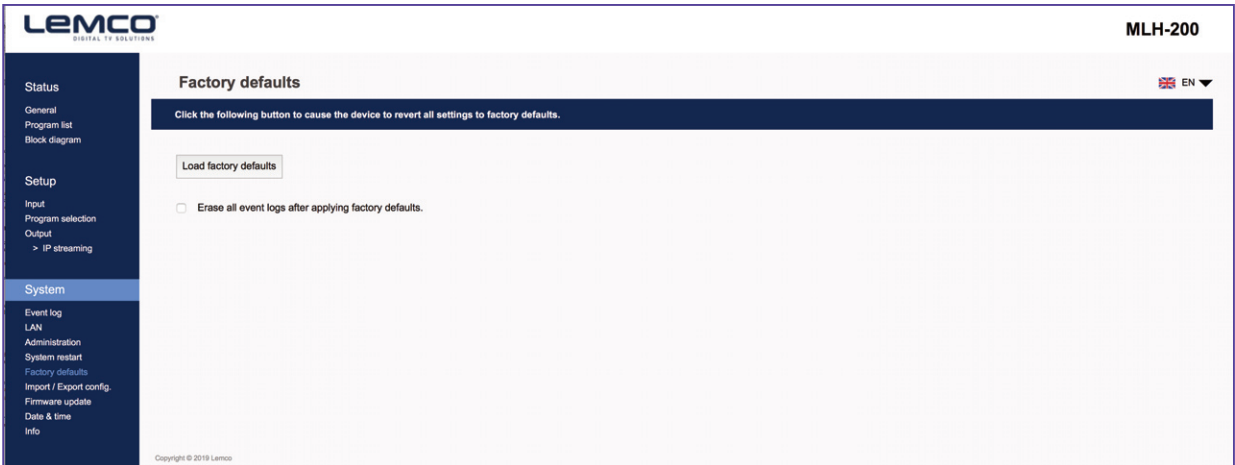 LEMCO
DIGITAL TV SOLUTIONS
MLH-200
Status
General
Program list
Block diagram
Setup
Input
Program selection
Output
> IP streaming
System
Event log
LAN
Administration
System restart
Factory defaults
Import / Export config.
Firmware update
Date & time
Info
Factory defaults
EN
Click the following button to cause the device to revert all settings to factory defaults.
Load factory defaults
Erase all event logs after applying factory defaults.
Copyright © 2019 Lemco